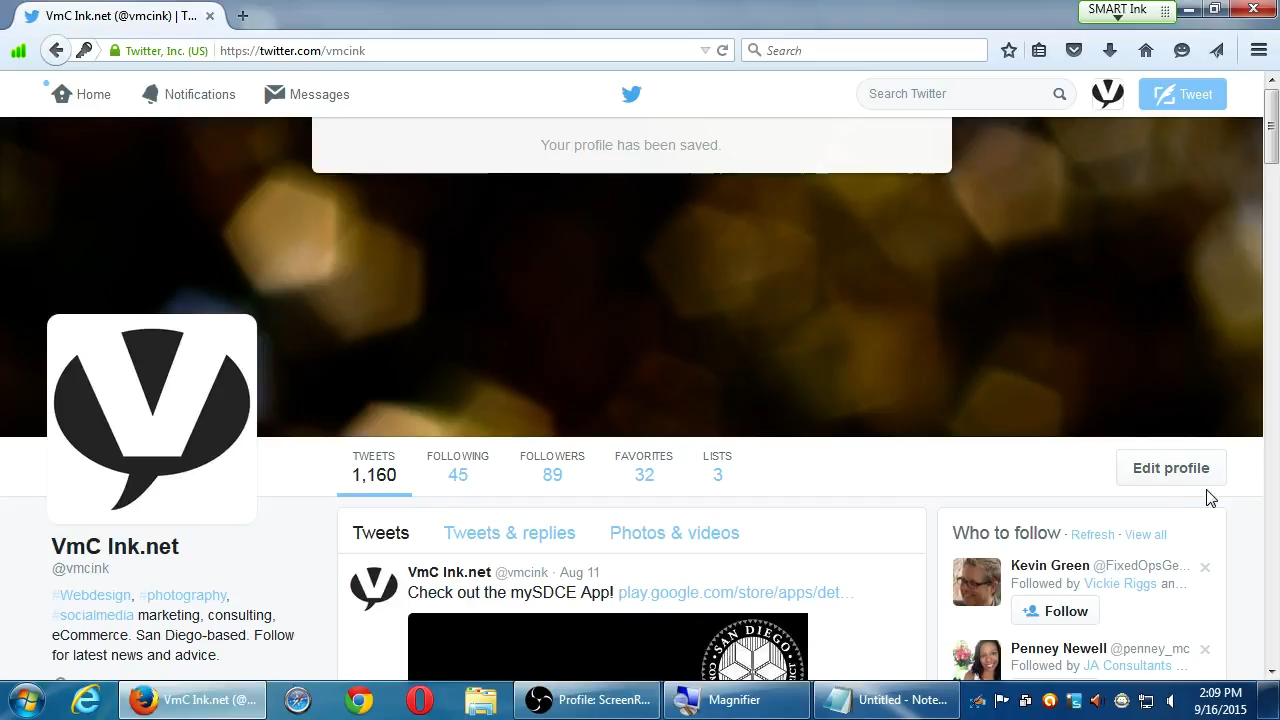 VmC Ink.net (@vmcink) | T...
SMART Ink
Twitter, Inc. (US)
https://twitter.com/vmcink
Search
Home
Notifications
Messages
Search Twitter
Tweet
Your profile has been saved.
TWEETS
1,160
FOLLOWING
45
FOLLOWERS
89
FAVORITES
32
LISTS
3
Edit profile
VmC Ink.net
@vmcink
#Webdesign, #photography,
#socialmedia marketing, consulting,
eCommerce. San Diego-based. Follow
for latest news and advice.
Tweets
Tweets & replies
Photos & videos
VmC Ink.net @vmcink · Aug 11
Check out the mySDCE App! play.google.com/store/apps/det...
SAN DIEGO
Who to follow · Refresh · View all
Kevin Green @FixedOpsGe...
Followed by Vickie Riggs an...
Follow
Penney Newell @penney_mc
Followed by JA Consultants ...
VmC Ink.net (@...
Profile: ScreenR...
Magnifier
Untitled - Note...
2:09 PM
9/16/2015